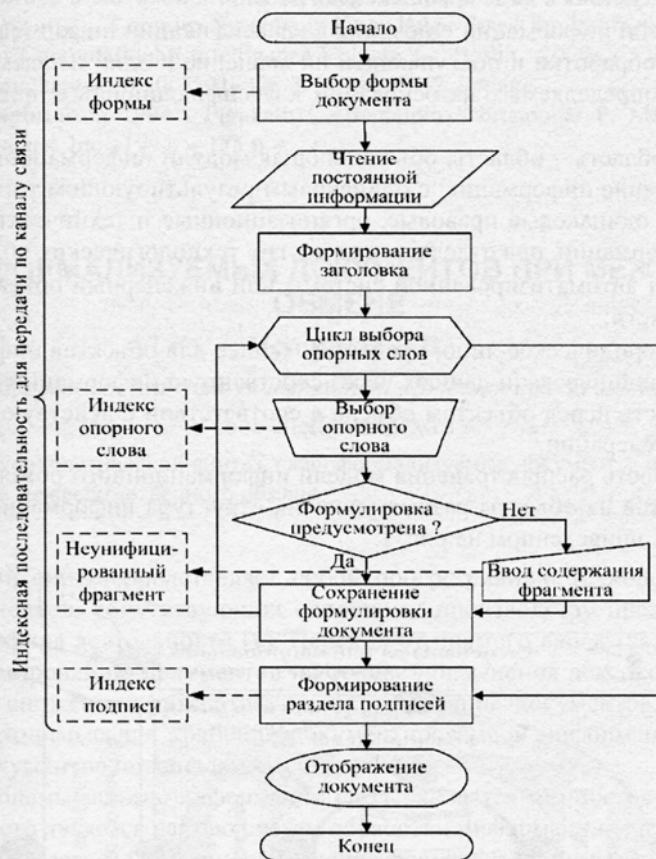 Начало
Индекс
формы
Выбор формы
документа
Чтение
постоянной
информации
Формирование
заголовка
Цикл выбора
опорных слов
Индекс
опорного
слова
Выбор
опорного
слова
Формулировка
предусмотрена ?
Нет
Да
Неунифици-
рованный
фрагмент
Ввод содержания
фрагмента
Сохранение
формулировки
документа
Индекс
подписи
Формирование
раздела подписей
Отображение
документа
Конец
Индексная последовательность для передачи по каналу связи